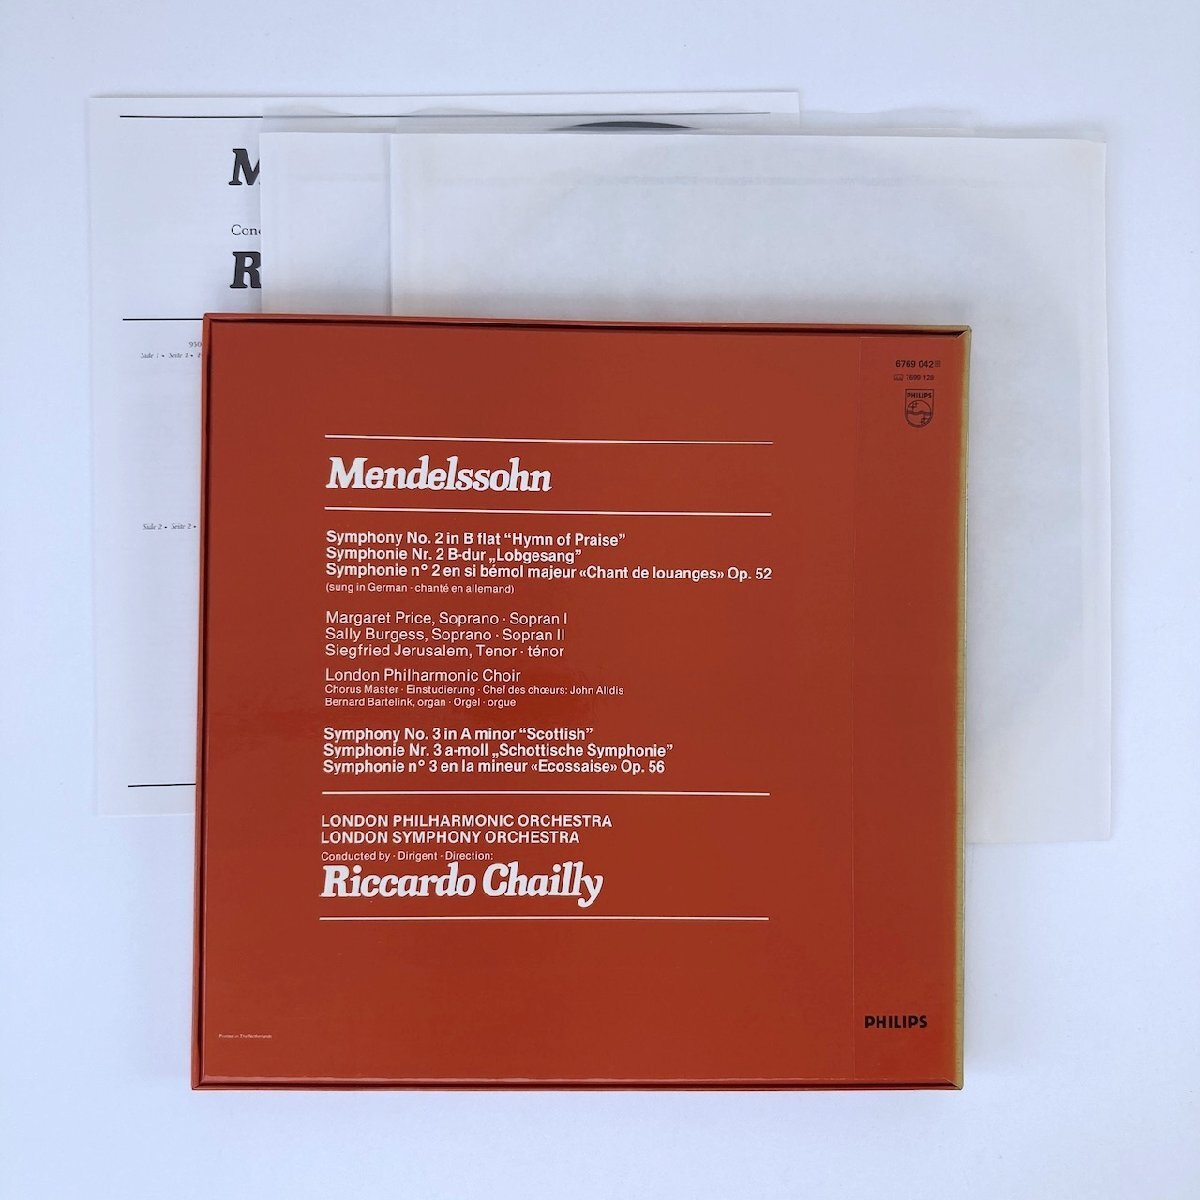 M
Conc
R
930
Side 1 • Seite 1 •
Side 2 • Seite 2 •
6769 042
7699 129
PHILIPS
Mendelssohn
Symphony No. 2 in B flat “Hymn of Praise”
Symphonie Nr. 2 B-dur „Lobgesang”
Symphonie n° 2 en si bémol majeur «Chant de louanges» Op. 52
(sung in German · chanté en allemand)
Margaret Price, Soprano · Sopran I
Sally Burgess, Soprano · Sopran II
Siegfried Jerusalem, Tenor · ténor
London Philharmonic Choir
Chorus Master · Einstudierung · Chef des chœurs: John Alldis
Bernard Bartelink, organ · Orgel · orgue
Symphony No. 3 in A minor “Scottish”
Symphonie Nr. 3 a-moll „Schottische Symphonie”
Symphonie n° 3 en la mineur «Ecossaise» Op. 56
LONDON PHILHARMONIC ORCHESTRA
LONDON SYMPHONY ORCHESTRA
Conducted by · Dirigent · Direction:
Riccardo Chailly
PHILIPS
Printed in The Netherlands